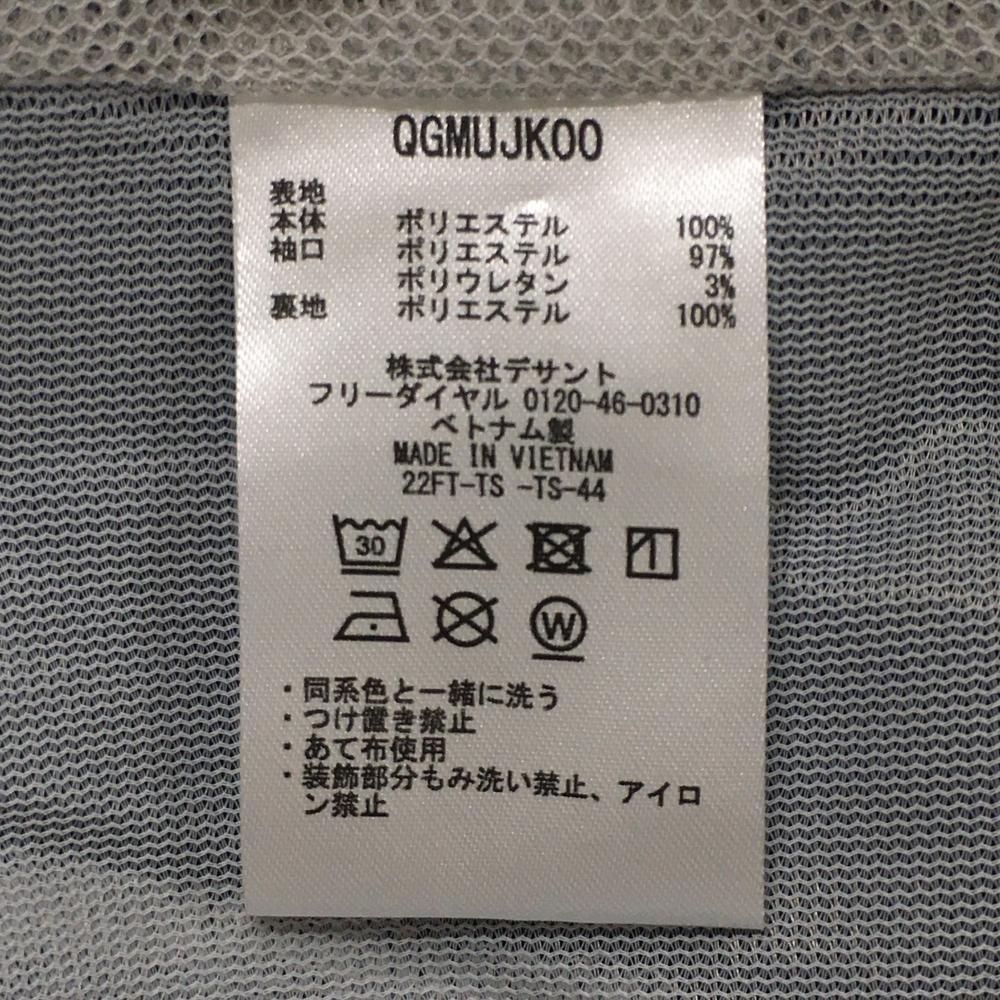 QGMUJK00
表地
本体 ポリエステル 100%
袖口 ポリエステル 97%
ポリウレタン 3%
裏地 ポリエステル 100%
株式会社デサント
フリーダイヤル 0120-46-0310
ベトナム製
MADE IN VIETNAM
22FT-TS -TS-44
30
W
・同系色と一緒に洗う
・つけ置き禁止
・あて布使用
・装飾部分もみ洗い禁止、アイロ
ン禁止